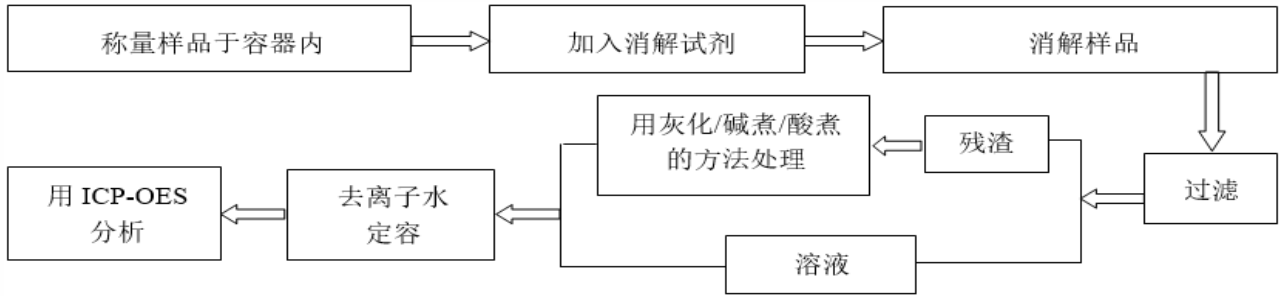 称量样品于容器内
加入消解试剂
消解样品
过滤
残渣
用灰化/碱煮/酸煮
的方法处理
溶液
去离子水
定容
用 ICP-OES
分析